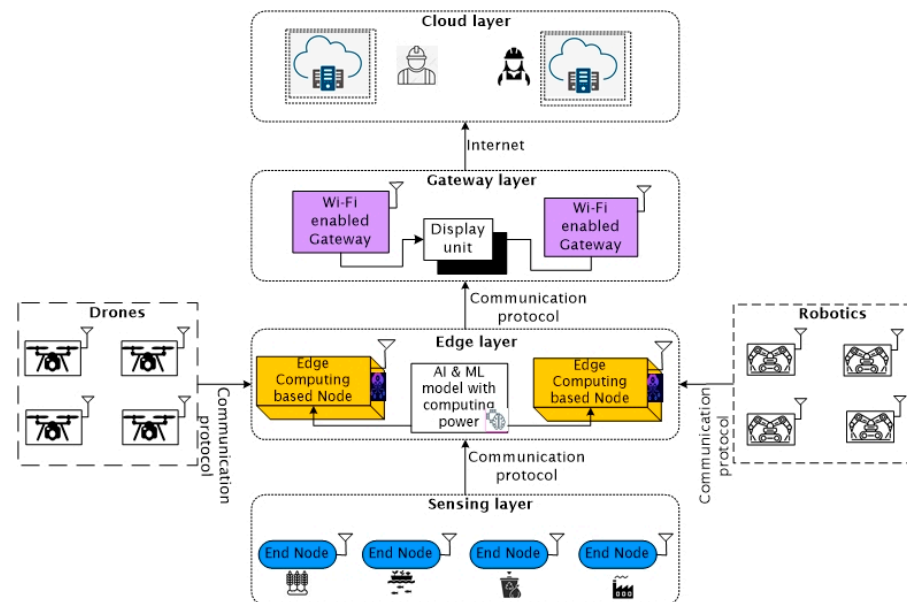 Cloud layer
Internet
Gateway layer
Wi-Fi
enabled
Gateway
Display
unit
Wi-Fi
enabled
Gateway
Communication
protocol
Drones
Communication
protocol
Edge layer
Edge
Computing
based Node
AI & ML
model with
computing
power
Edge
Computing
based Node
Robotics
Communication
protocol
Communication
protocol
Sensing layer
End Node
End Node
End Node
End Node